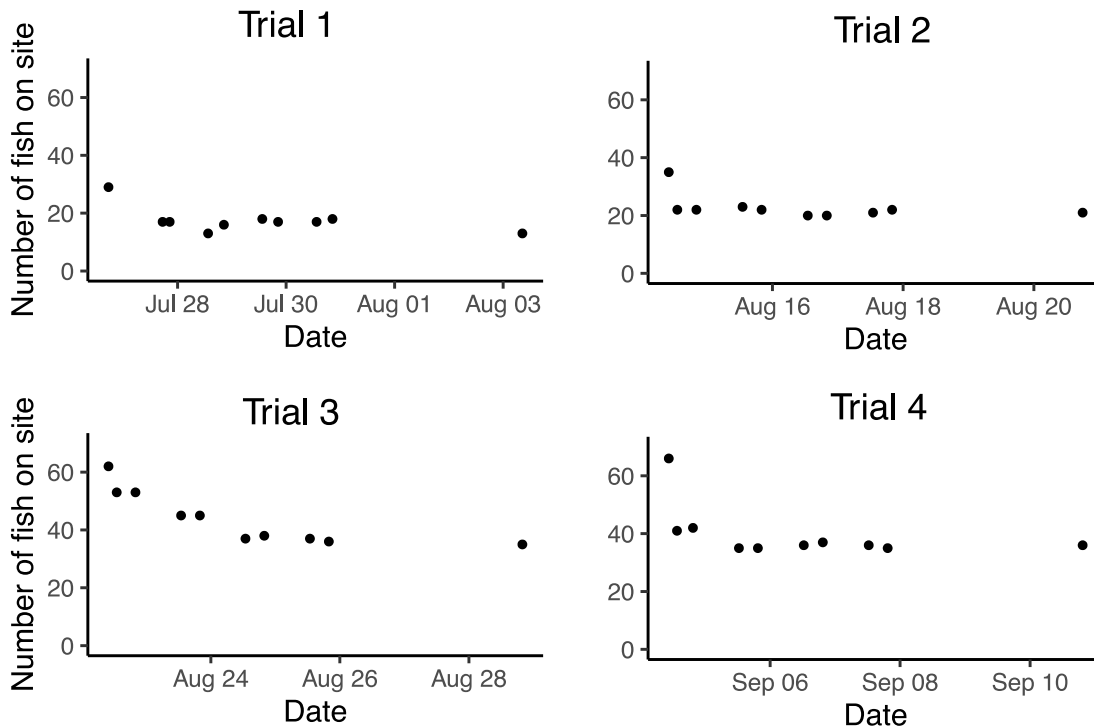 Trial 1
Number of fish on site
60
40
20
0
Jul 28 Jul 30 Aug 01 Aug 03
Date
Trial 2
60
40
20
0
Aug 16 Aug 18 Aug 20
Date
Trial 3
Number of fish on site
60
40
20
0
Aug 24 Aug 26 Aug 28
Date
Trial 4
60
40
20
0
Sep 06 Sep 08 Sep 10
Date